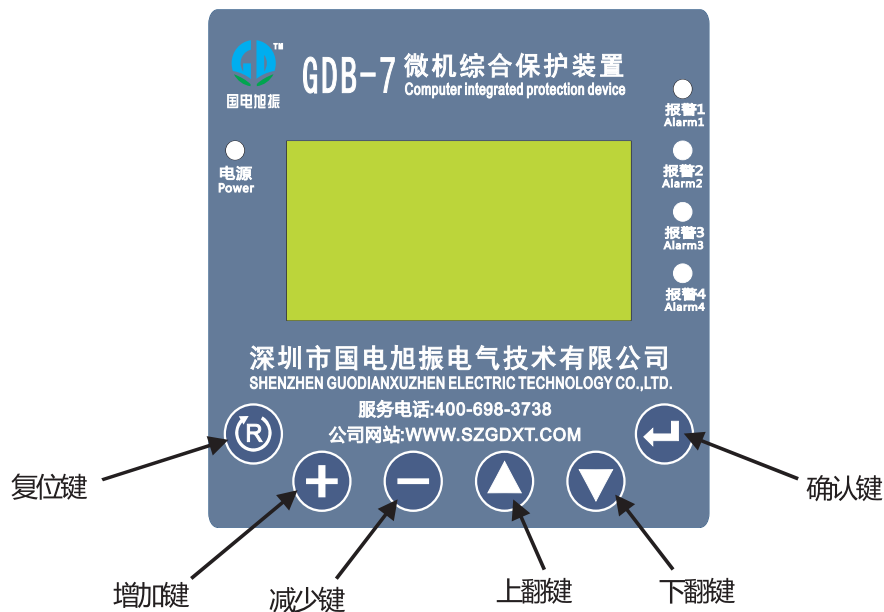 GD™
国电旭振
GDB-7 微机综合保护装置
Computer integrated protection device
电源
Power
报警1
Alarm1
报警2
Alarm2
报警3
Alarm3
报警4
Alarm4
深圳市国电旭振电气技术有限公司
SHENZHEN GUODIANXUZHEN ELECTRIC TECHNOLOGY CO.,LTD.
服务电话:400-698-3738
公司网站:WWW.SZGDXT.COM
R
复位键
增加键
减少键
上翻键
下翻键
确认键